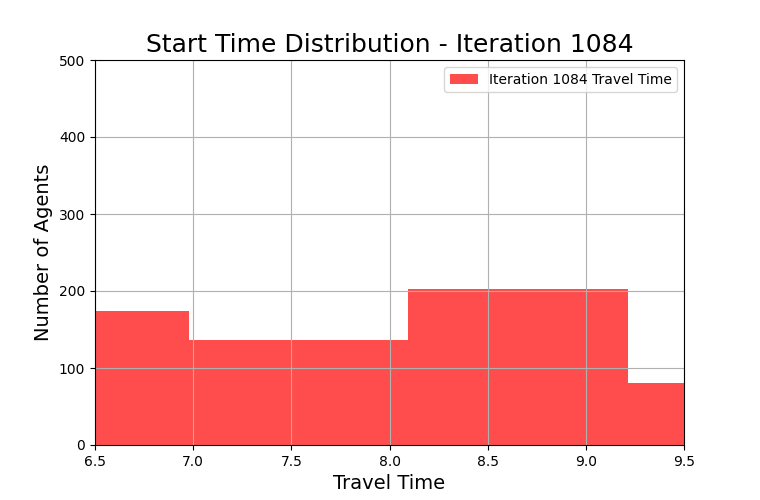 Start Time Distribution - Iteration 1084
500
400
300
200
100
0
Number of Agents
Iteration 1084 Travel Time
6.5 7.0 7.5 8.0 8.5 9.0 9.5
Travel Time